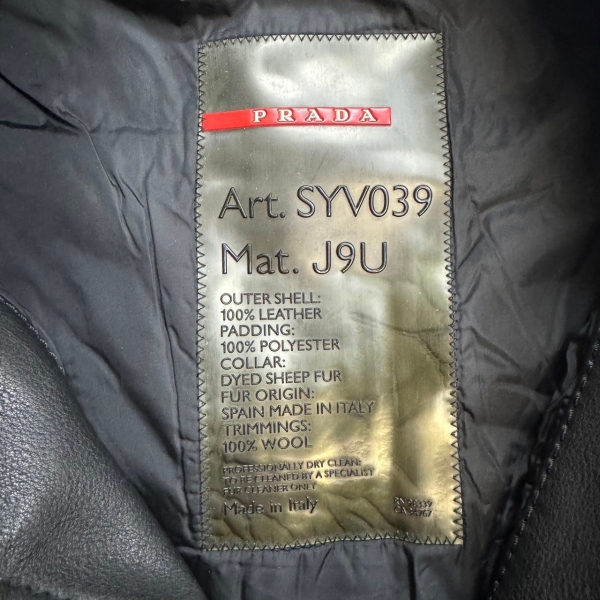 PRADA
Art. SYV039
Mat. J9U
OUTER SHELL:
100% LEATHER
PADDING:
100% POLYESTER
COLLAR:
DYED SHEEP FUR
FUR ORIGIN:
SPAIN MADE IN ITALY
TRIMMINGS:
100% WOOL
PROFESSIONALLY DRY CLEAN:
TO BE CLEANED BY A SPECIALIST
FUR CLEANER ONLY
Made in Italy